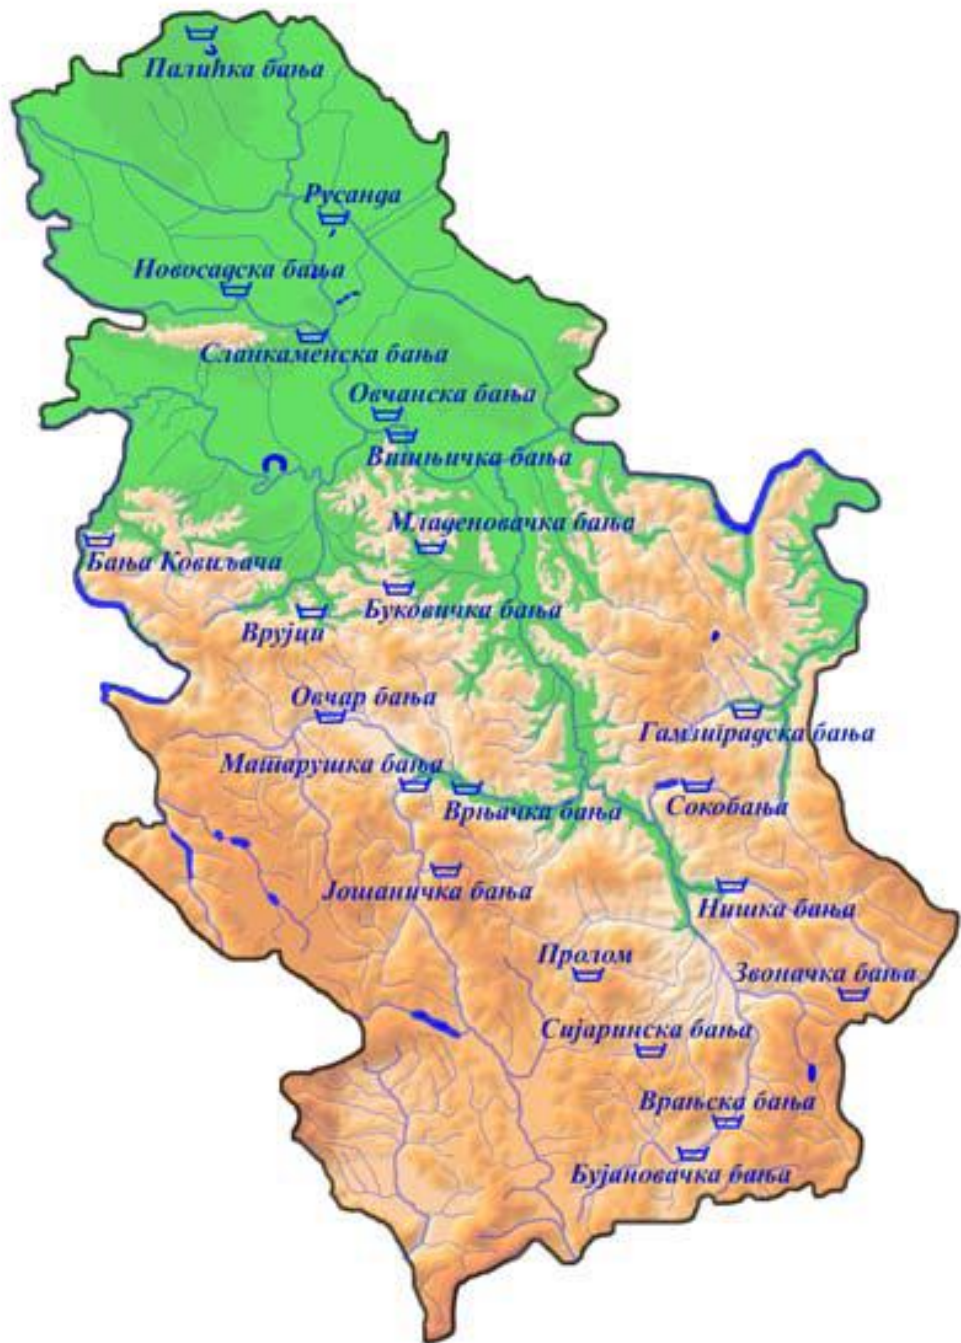 Палићка бања
Русанда
Новосадска бања
Сланкаменска бања
Овчанска бања
Вишњичка бања
Младеновачка бања
Бања Ковиљача
Буковичка бања
Врујци
Овчар бања
Гамзиградска бања
Матарушка бања
Врњачка бања
Сокобања
Јошаничка бања
Нишка бања
Пролом
Звоначка бања
Сијаринска бања
Врањска бања
Бујановачка бања